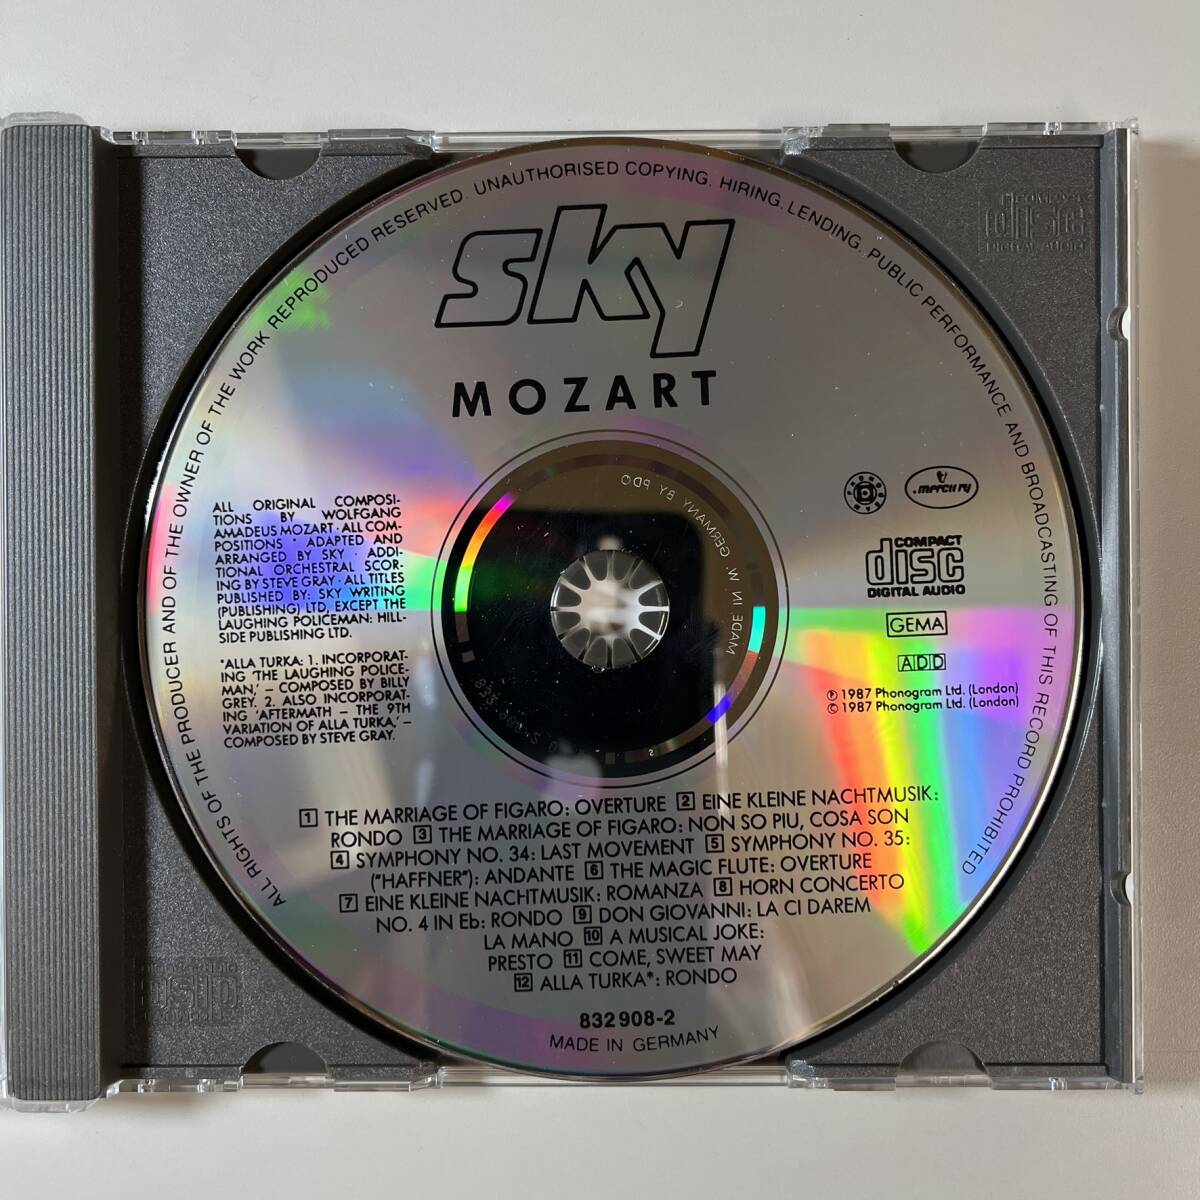 ALL RIGHTS OF THE PRODUCER AND OF THE OWNER OF THE WORK REPRODUCED RESERVED. UNAUTHORISED COPYING, HIRING, LENDING, PUBLIC PERFORMANCE AND BROADCASTING OF THIS RECORD PROHIBITED
sky
MOZART
ALL ORIGINAL COMPOSI-
TIONS BY WOLFGANG
AMADEUS MOZART · ALL COM-
POSITIONS · ADAPTED AND
ARRANGED BY SKY · ADDI-
TIONAL ORCHESTRAL SCOR-
ING BY STEVE GRAY · ALL TITLES
PUBLISHED BY: SKY WRITING
(PUBLISHING) LTD, EXCEPT THE
LAUGHING POLICEMAN: HILL-
SIDE PUBLISHING LTD.
*ALLA TURKA: 1. INCORPORAT-
ING 'THE LAUGHING POLICE-
MAN,' – COMPOSED BY BILLY
GREY. 2. ALSO INCORPORAT-
ING 'AFTERMATH – THE 9TH
VARIATION OF ALLA TURKA,' –
COMPOSED BY STEVE GRAY.
MADE IN W. GERMANY BY PDO
mercury
COMPACT
disc
DIGITAL AUDIO
GEMA
ADD
℗ 1987 Phonogram Ltd. (London)
© 1987 Phonogram Ltd. (London)
1 THE MARRIAGE OF FIGARO: OVERTURE 2 EINE KLEINE NACHTMUSIK:
RONDO 3 THE MARRIAGE OF FIGARO: NON SO PIU, COSA SON
4 SYMPHONY NO. 34: LAST MOVEMENT 5 SYMPHONY NO. 35:
("HAFFNER"): ANDANTE 6 THE MAGIC FLUTE: OVERTURE
7 EINE KLEINE NACHTMUSIK: ROMANZA 8 HORN CONCERTO
NO. 4 IN Eb: RONDO 9 DON GIOVANNI: LA CI DAREM
LA MANO 10 A MUSICAL JOKE:
PRESTO 11 COME, SWEET MAY
12 ALLA TURKA*: RONDO
832 908-2
MADE IN GERMANY
COMPACT
disc
DIGITAL AUDIO
disc